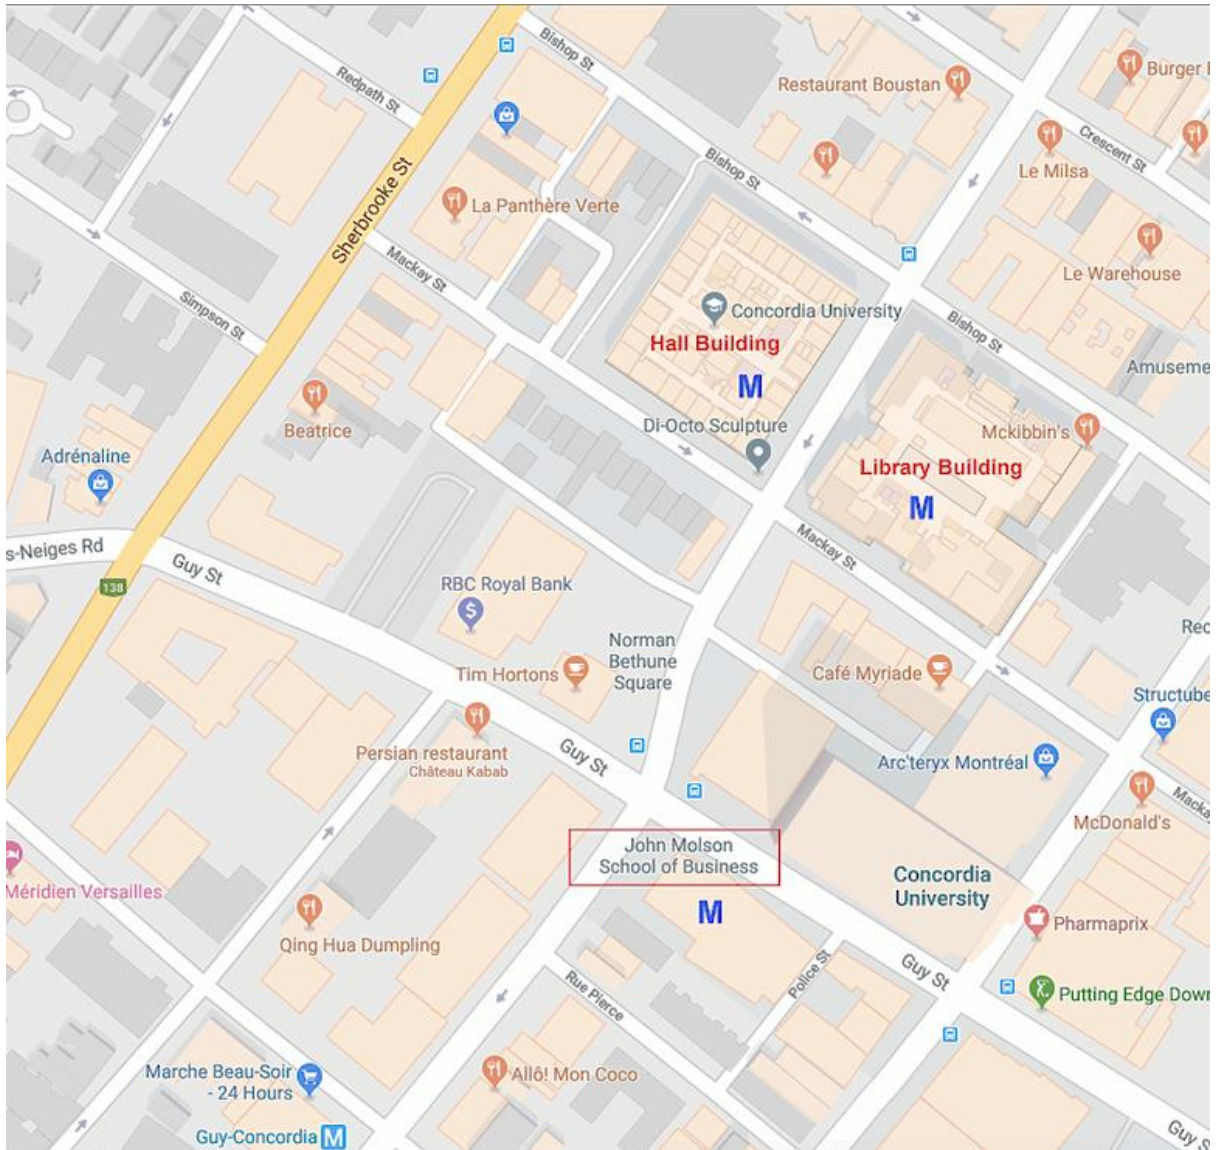 Bishop St
Redpath St
Restaurant Boustan
Burger
Crescent St
Le Milsa
Bishop St
La Panthère Verte
Sherbrooke St
Mackay St
Le Warehouse
Simpson St
Concordia University
Hall Building
M
Bishop St
Amuseme
Beatrice
Di-Octo Sculpture
Mckibbin's
Adrénaline
Library Building
M
s-Neiges Rd
Guy St
138
Mackay St
RBC Royal Bank
$
Norman
Bethune
Square
Rec
Tim Hortons
Café Myriade
Structube
Persian restaurant
Château Kabab
Guy St
Arc'teryx Montréal
Mackay
McDonald's
John Molson
School of Business
Concordia
University
Méridien Versailles
M
Pharmaprix
Qing Hua Dumpling
Guy St
Police St
Rue Pierce
Putting Edge Down
Marche Beau-Soir
- 24 Hours
Allô! Mon Coco
Guy-Concordia M
Guy St